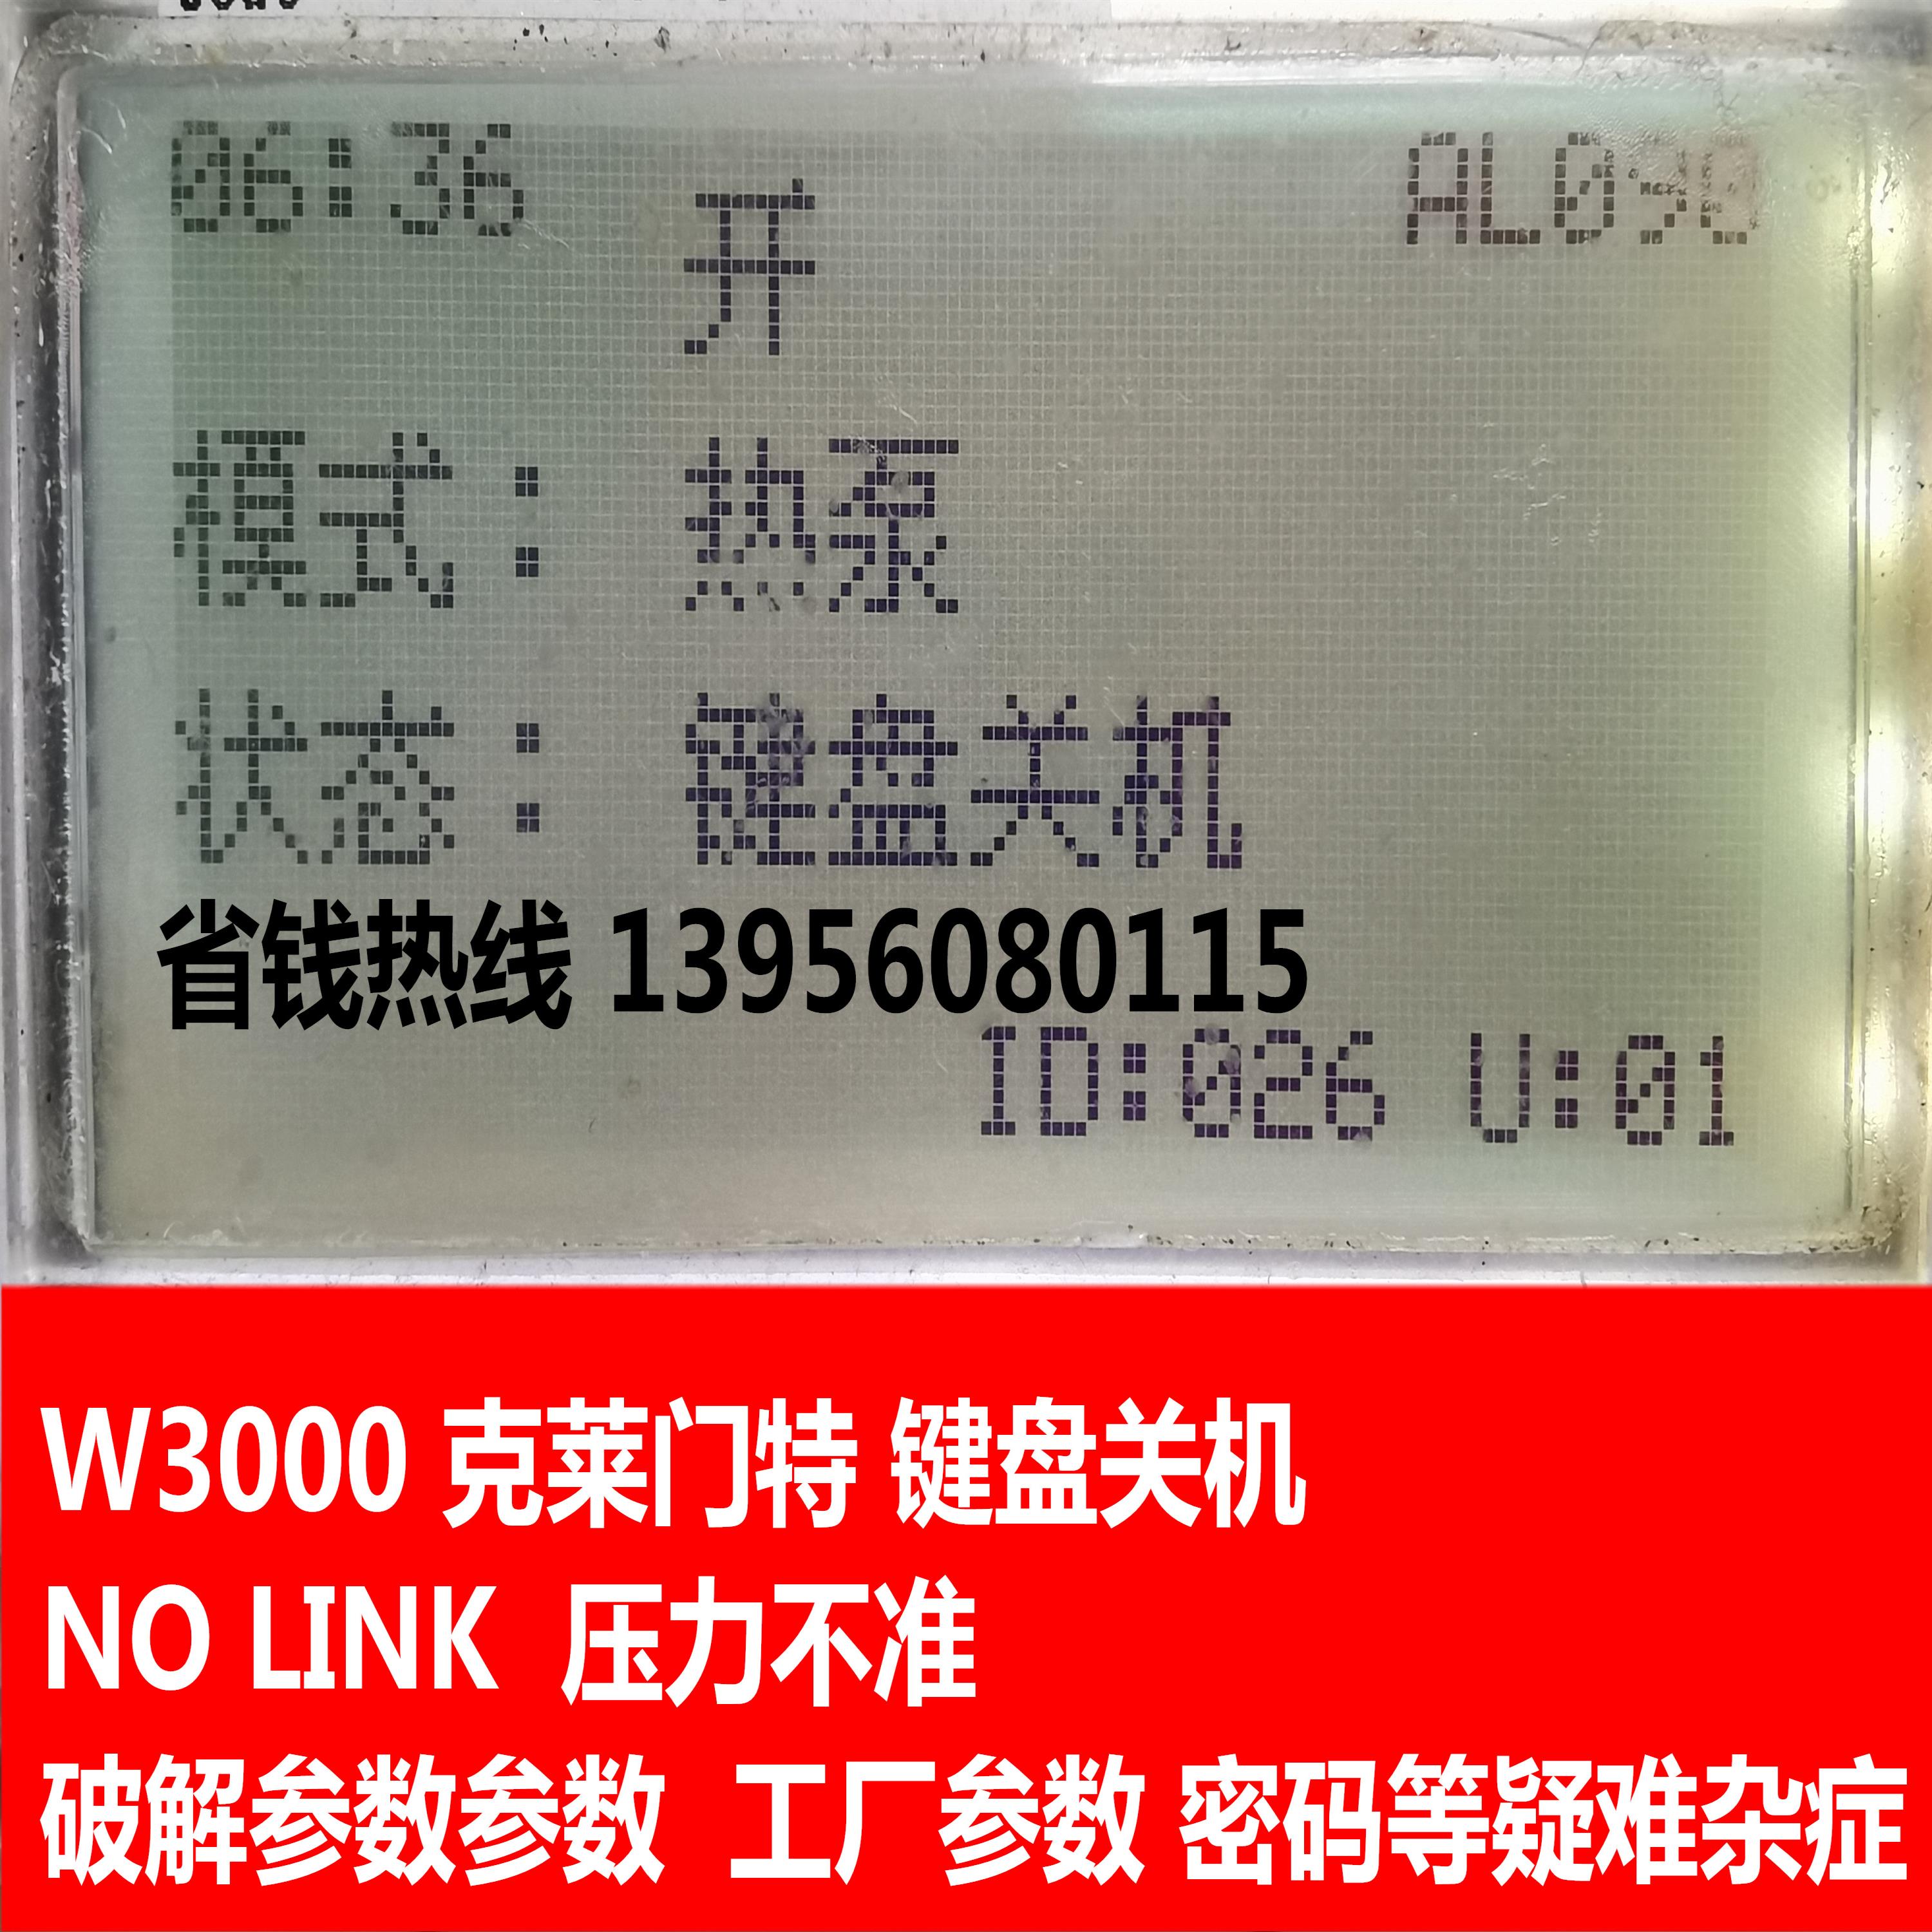 06:36
开
模式： 热泵
状态： 键盘关机
省钱热线 13956080115
ID:026 U:01
W3000 克莱门特 键盘关机
NO LINK 压力不准
破解参数参数 工厂参数 密码等疑难杂症